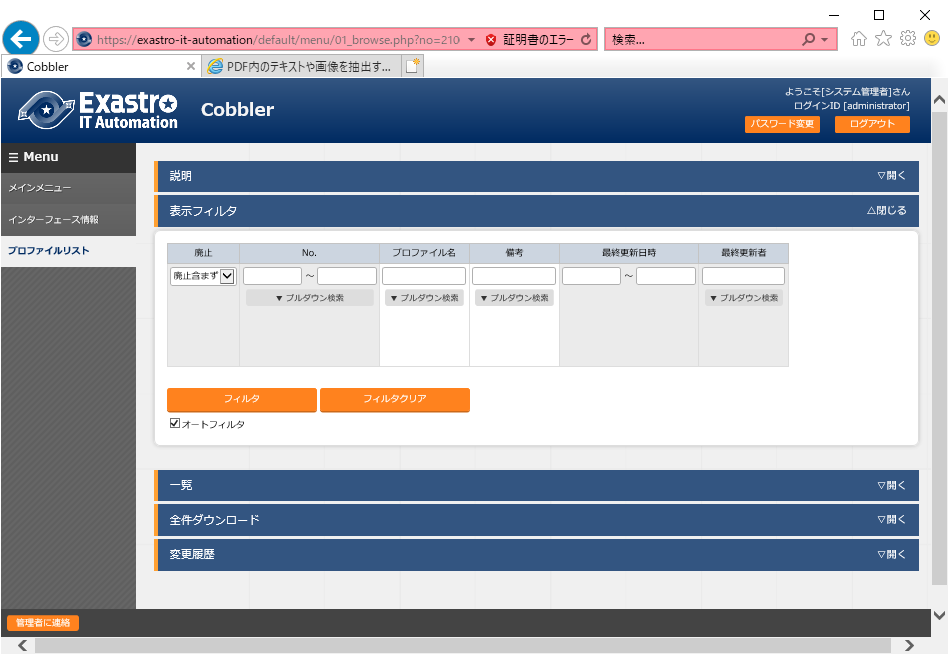 https://exastro-it-automation/default/menu/01_browse.php?no=210
証明書のエラー
検索...
Cobbler
PDF内のテキストや画像を抽出す...
Exastro
IT Automation
Cobbler
ようこそ[システム管理者]さん
ログインID [administrator]
パスワード変更
ログアウト
☰ Menu
メインメニュー
インターフェース情報
プロファイルリスト
説明
▽開く
表示フィルタ
△閉じる
廃止 No. プロファイル名 備考 最終更新日時 最終更新者
廃止含まず ～ ～
▼プルダウン検索 ▼プルダウン検索 ▼プルダウン検索 ▼プルダウン検索
フィルタ
フィルタクリア
オートフィルタ
一覧
▽開く
全件ダウンロード
▽開く
変更履歴
▽開く
管理者に連絡